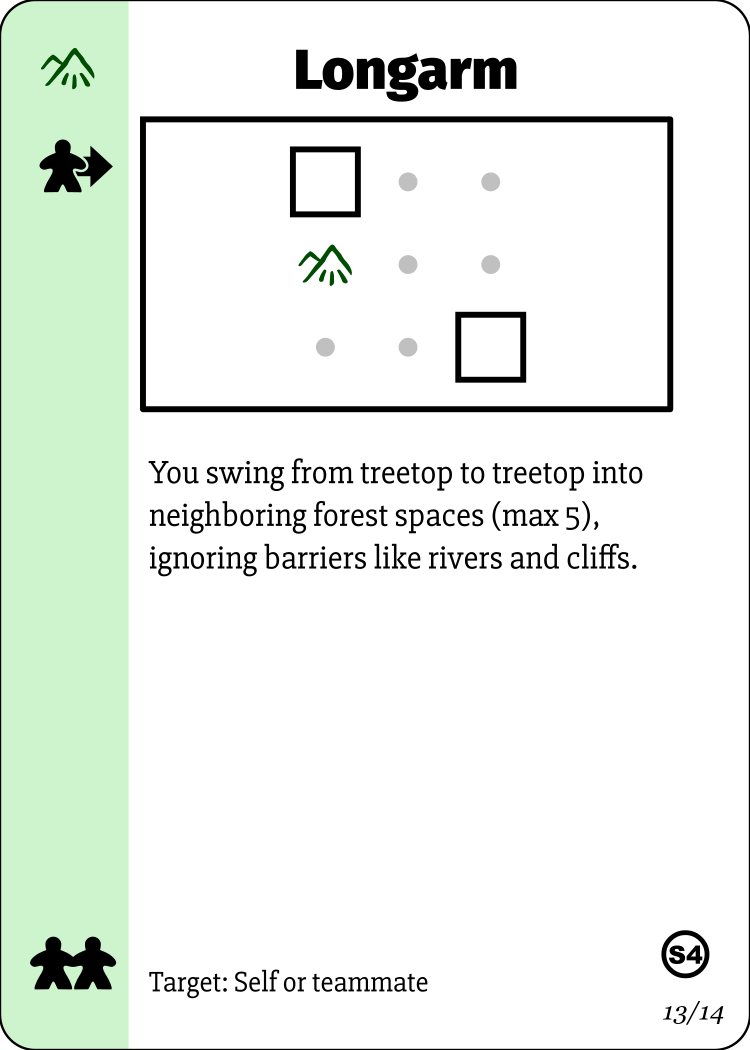 Longarm
You swing from treetop to treetop into
neighboring forest spaces (max 5),
ignoring barriers like rivers and cliffs.
Target: Self or teammate
S4
13/14